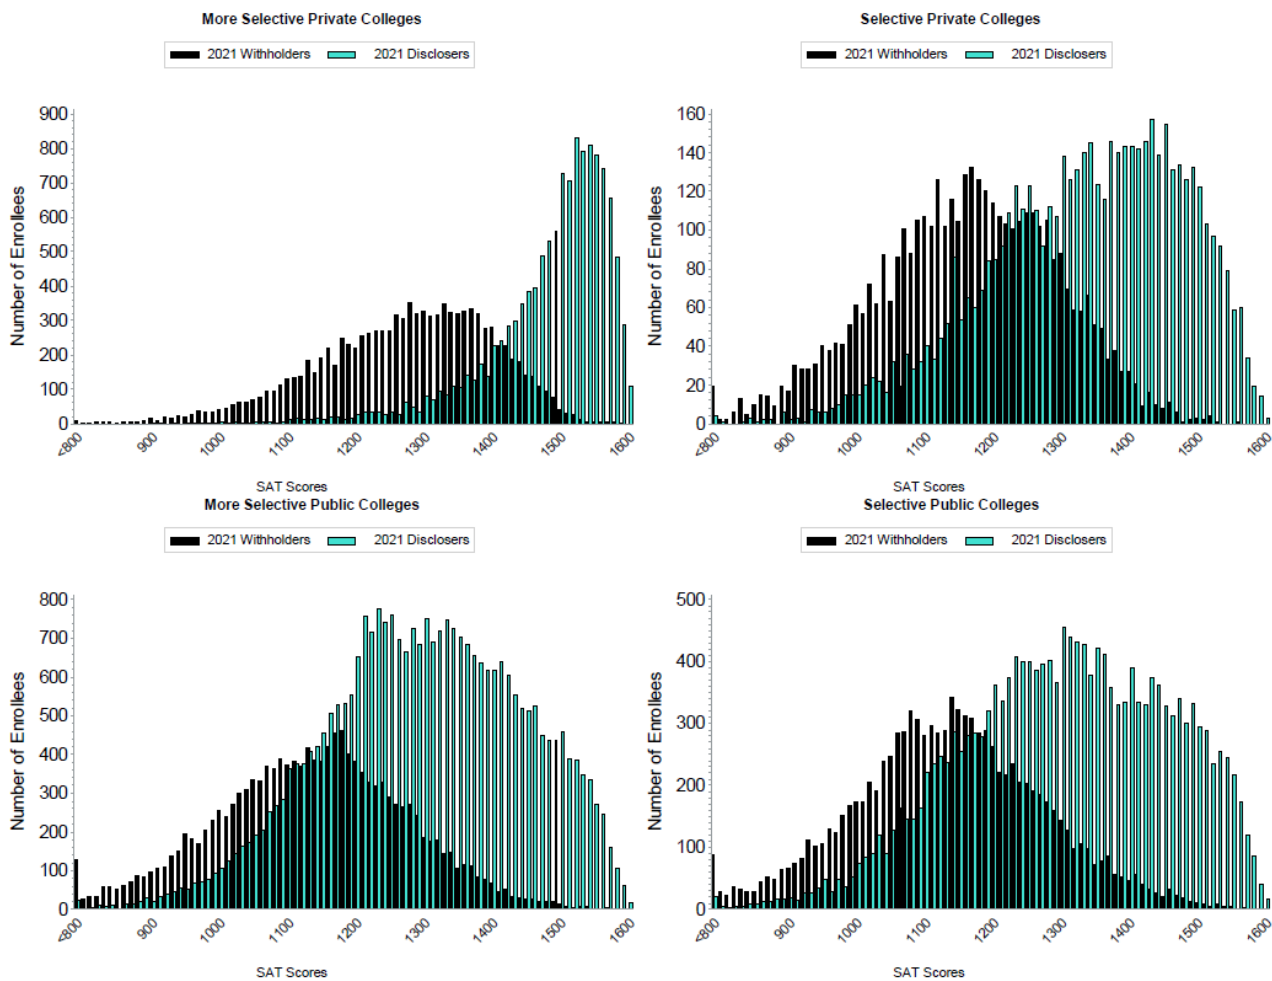 More Selective Private Colleges
2021 Withholders 2021 Disclosers
Number of Enrollees
900
800
700
600
500
400
300
200
100
0
<800 900 1000 1100 1200 1300 1400 1500 1600
SAT Scores
Selective Private Colleges
2021 Withholders 2021 Disclosers
Number of Enrollees
160
140
120
100
80
60
40
20
0
<800 900 1000 1100 1200 1300 1400 1500 1600
SAT Scores
More Selective Public Colleges
2021 Withholders 2021 Disclosers
Number of Enrollees
800
700
600
500
400
300
200
100
0
<800 900 1000 1100 1200 1300 1400 1500 1600
SAT Scores
Selective Public Colleges
2021 Withholders 2021 Disclosers
Number of Enrollees
500
400
300
200
100
0
<800 900 1000 1100 1200 1300 1400 1500 1600
SAT Scores